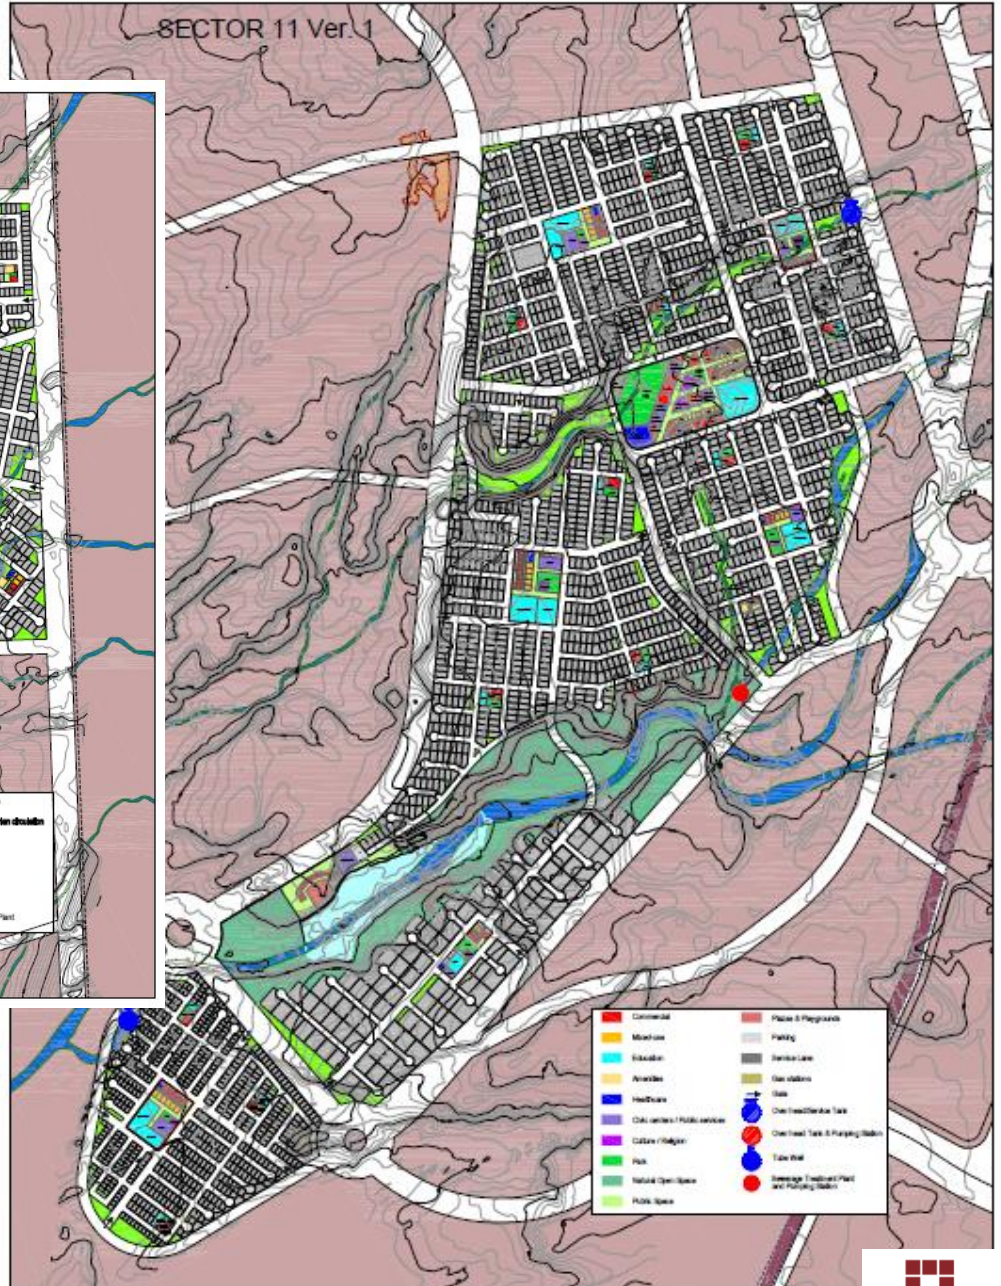 SECTOR 11 Ver. 1
circulation
Plant
Commercial
Mixed-use
Education
Amenities
Healthcare
Civic centers / Public services
Culture / Religion
Park
Natural Open Space
Public Space
Plazas & Playgrounds
Parking
Service Lane
Gas stations
Gate
Over head/Service Tank
Over head Tank & Pumping Station
Tube Well
Sewerage Treatment Plant
and Pumping Station